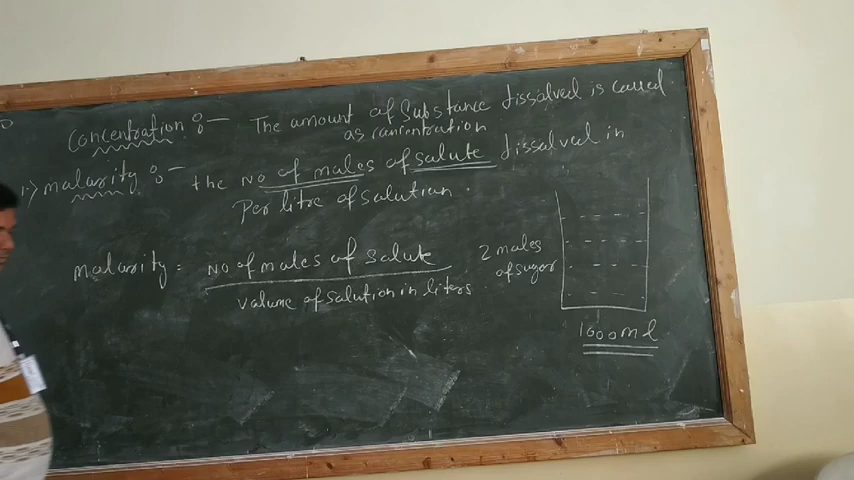 Concentration :- The amount of Substance dissolved is called
as concentration
1) molarity :- the No of moles of solute dissolved in
per litre of solution.
molarity = No of moles of solute
volume of solution in liters
2 moles
of sugar
1000ml